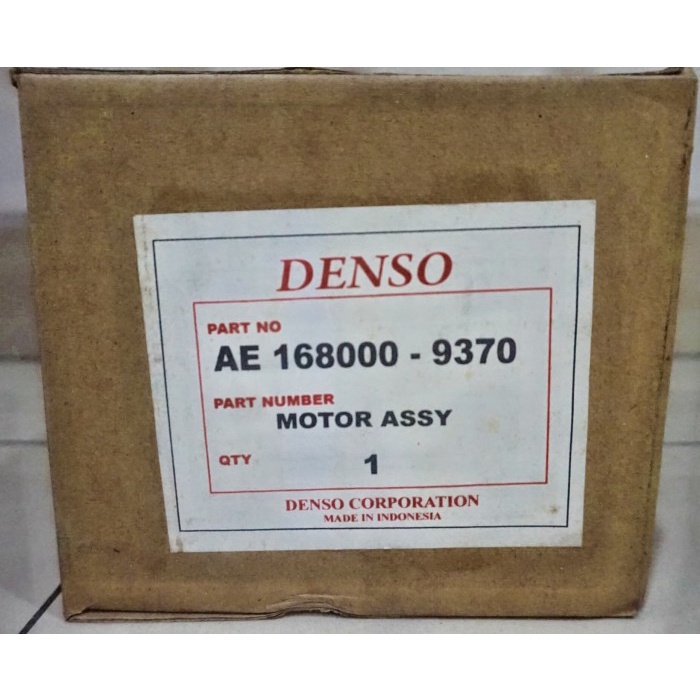 DENSO
PART NO
AE 168000 - 9370
PART NUMBER
MOTOR ASSY
QTY
1
DENSO CORPORATION
MADE IN INDONESIA